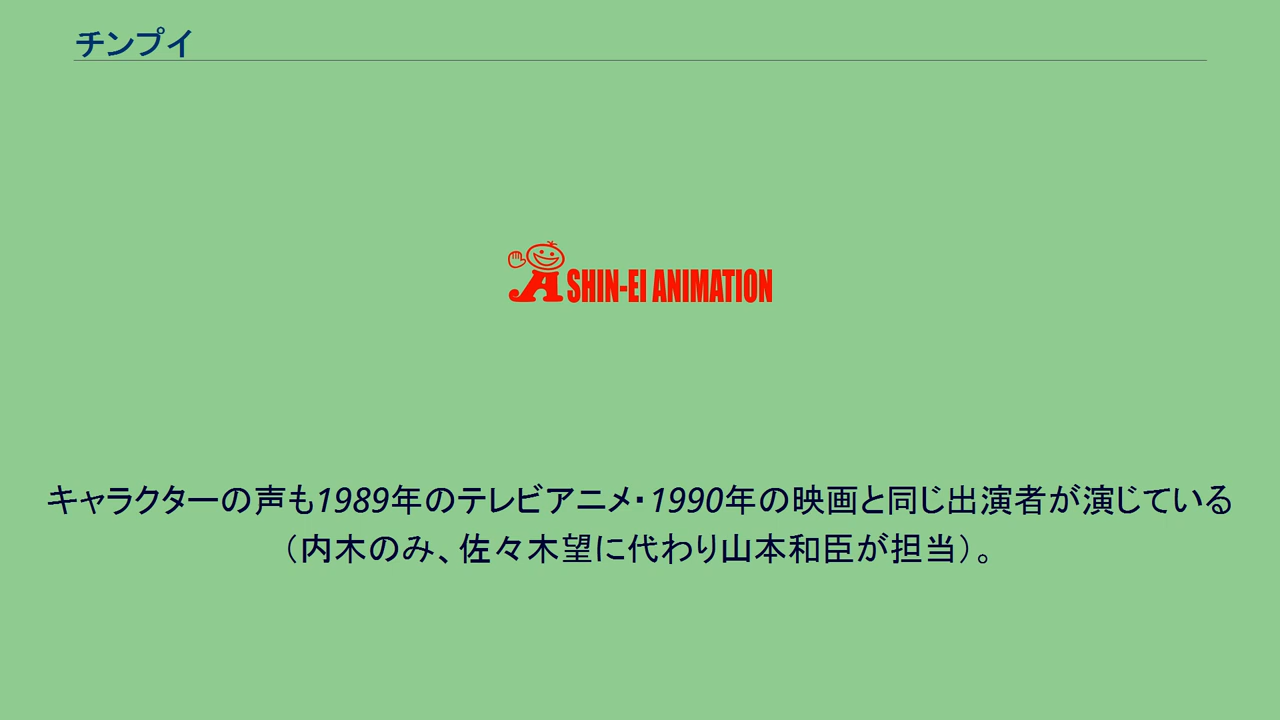 チンプイ
SHIN-EI ANIMATION
キャラクターの声も1989年のテレビアニメ・1990年の映画と同じ出演者が演じている
（内木のみ、佐々木望に代わり山本和臣が担当）。